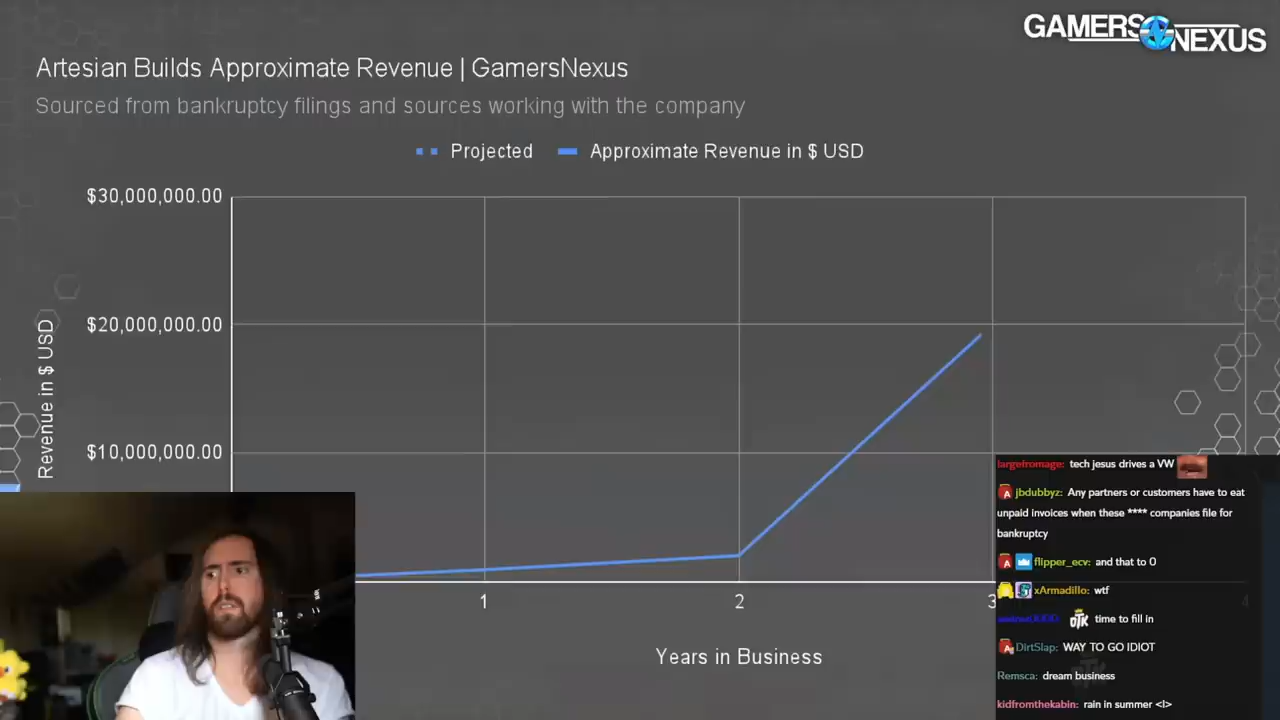 GAMERS NEXUS
Artesian Builds Approximate Revenue | GamersNexus
Sourced from bankruptcy filings and sources working with the company
Projected
Approximate Revenue in $ USD
$30,000,000.00
$20,000,000.00
$10,000,000.00
Revenue in $ USD
1
2
3
4
Years in Business
largefromage: tech jesus drives a VW
jbdubbyz: Any partners or customers have to eat
unpaid invoices when these **** companies file for
bankruptcy
flipper_ecv: and that to 0
xArmadillo: wtf
OTK time to fill in
DirtSlap: WAY TO GO IDIOT
Remsca: dream business
kidfromthekabin: rain in summer <I>